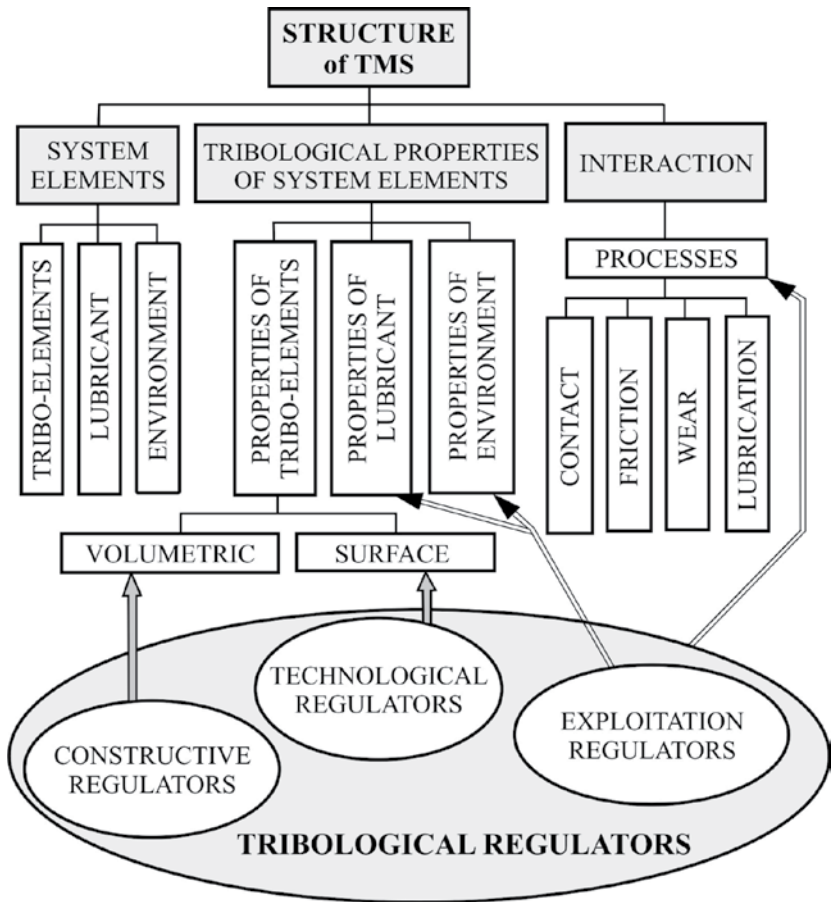 STRUCTURE
of TMS
SYSTEM
ELEMENTS
TRIBOLOGICAL PROPERTIES
OF SYSTEM ELEMENTS
INTERACTION
TRIBO-ELEMENTS
LUBRICANT
ENVIRONMENT
PROPERTIES OF
TRIBO-ELEMENTS
PROPERTIES OF
LUBRICANT
PROPERTIES OF
ENVIRONMENT
PROCESSES
CONTACT
FRICTION
WEAR
LUBRICATION
VOLUMETRIC
SURFACE
TECHNOLOGICAL
REGULATORS
EXPLOITATION
REGULATORS
CONSTRUCTIVE
REGULATORS
TRIBOLOGICAL REGULATORS